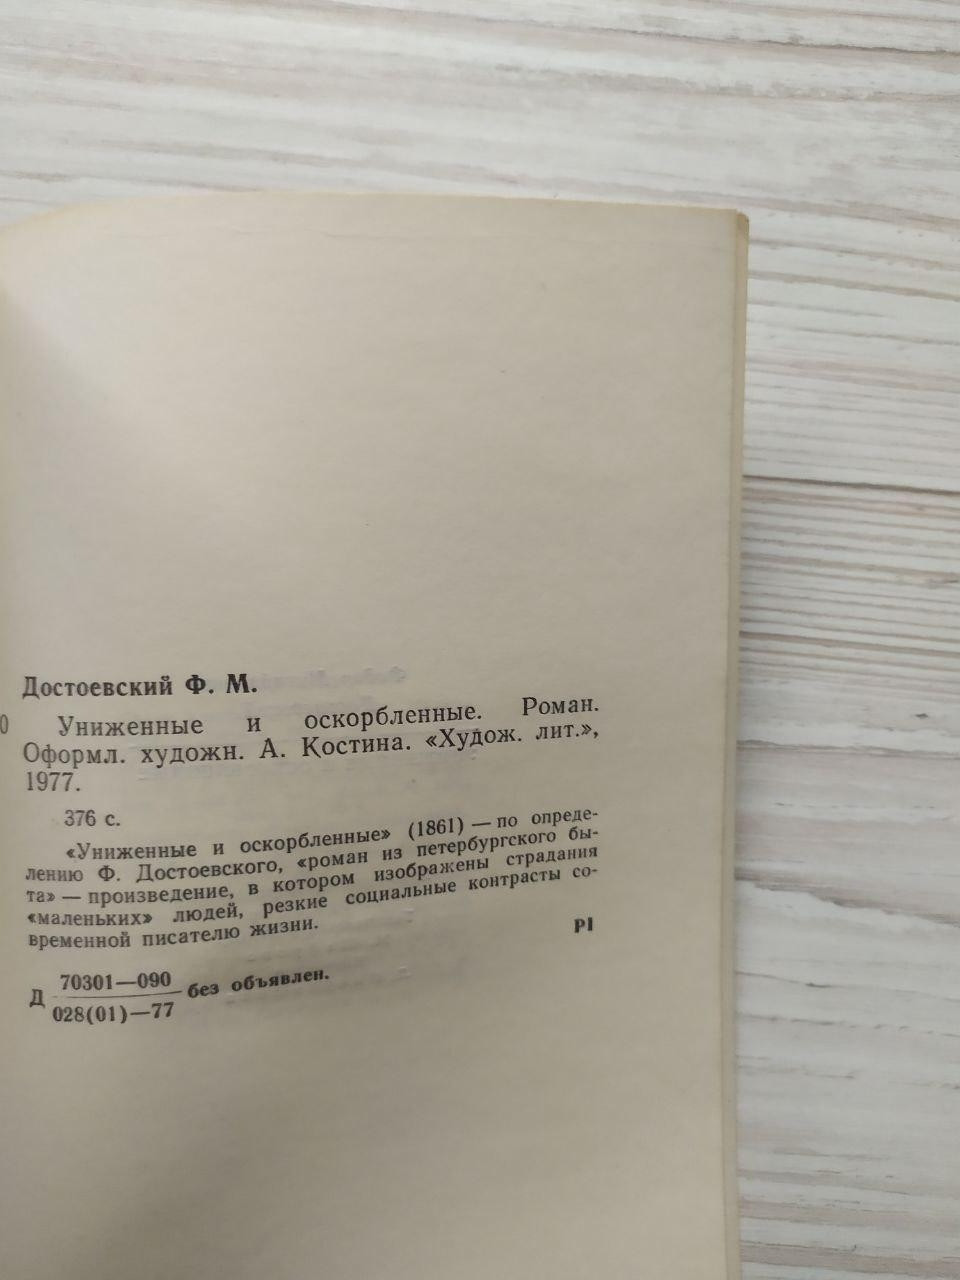 Достоевский Ф. М.
0 Униженные и оскорбленные. Роман.
Оформл. художн. А. Костина. «Худож. лит.»,
1977.
376 с.
«Униженные и оскорбленные» (1861) — по опреде-
лению Ф. Достоевского, «роман из петербургского бы-
та» — произведение, в котором изображены страдания
«маленьких» людей, резкие социальные контрасты со-
временной писателю жизни.
РI
Д 70301—090 без объявлен.
028(01)—77